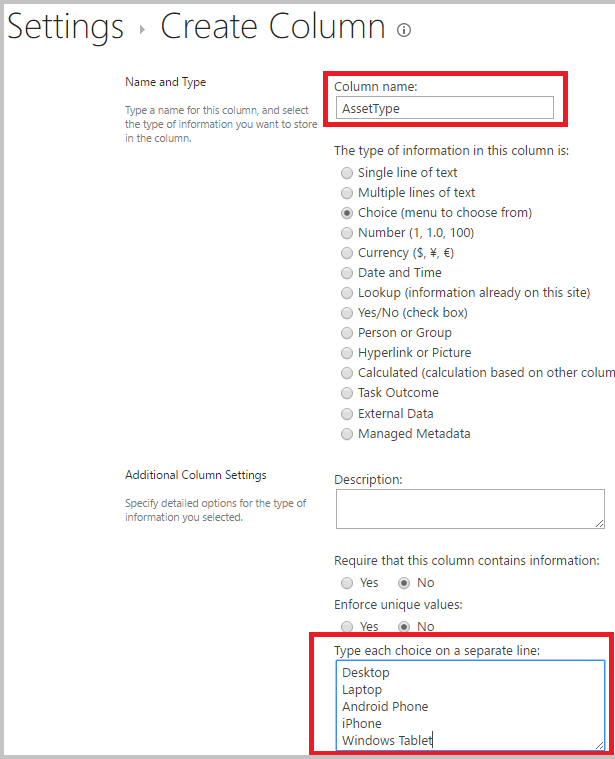 Settings › Create Column ⓘ
Name and Type
Type a name for this column, and select
the type of information you want to store
in the column.
Column name:
AssetType
The type of information in this column is:
Single line of text
Multiple lines of text
Choice (menu to choose from)
Number (1, 1.0, 100)
Currency ($, ¥, €)
Date and Time
Lookup (information already on this site)
Yes/No (check box)
Person or Group
Hyperlink or Picture
Calculated (calculation based on other colum
Task Outcome
External Data
Managed Metadata
Additional Column Settings
Specify detailed options for the type of
information you selected.
Description:
Require that this column contains information:
Yes No
Enforce unique values:
Yes No
Type each choice on a separate line:
Desktop
Laptop
Android Phone
iPhone
Windows Tablet